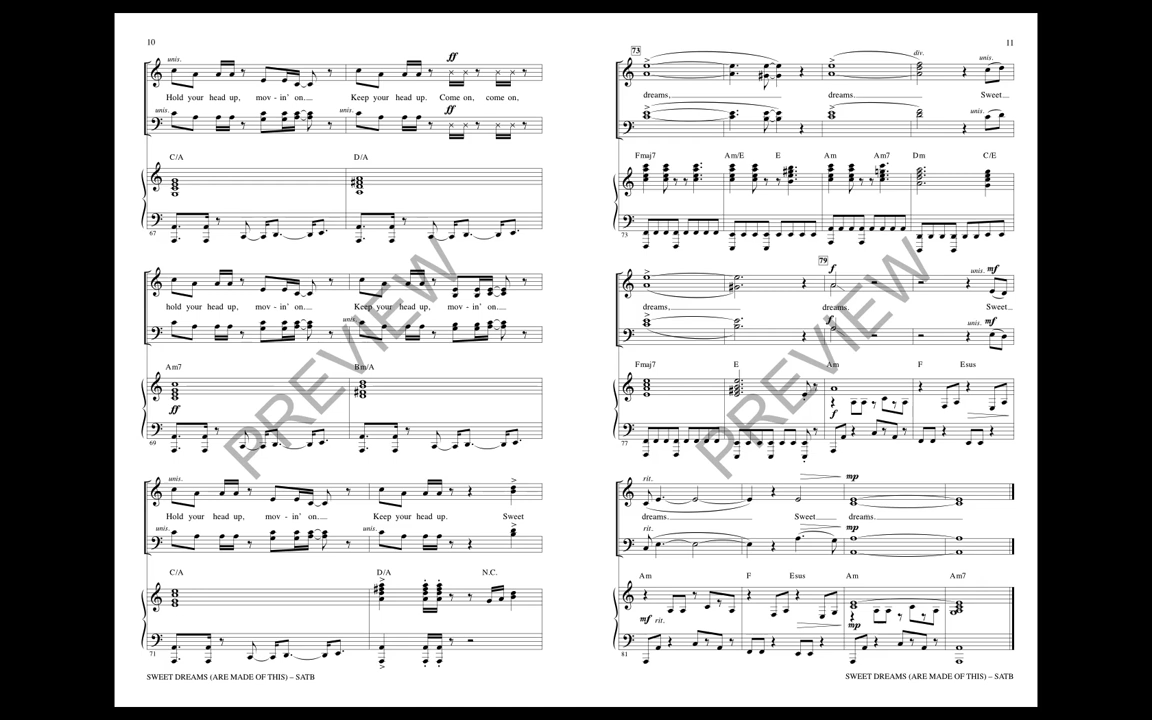 10
unis.
ff
Hold your head up, mov - in' on. Keep your head up. Come on, come on,
unis. unis. ff
C/A D/A
67
hold your head up, mov - in' on. Keep your head up, mov - in' on.
unis.
Am7 Bm/A
ff
69
unis.
Hold your head up, mov - in' on. Keep your head up. Sweet
unis. unis.
C/A D/A N.C.
71
SWEET DREAMS (ARE MADE OF THIS) – SATB
PREVIEW
11
73
div. unis.
dreams, dreams. Sweet
unis.
Fmaj7 Am/E E Am Am7 Dm C/E
73
79
f unis. mf
dreams, dreams. Sweet
f unis. mf
Fmaj7 E Am F Esus
f
77
rit. mp
dreams. Sweet dreams.
rit. mp
Am F Esus Am Am7
mf rit. mp
81
SWEET DREAMS (ARE MADE OF THIS) – SATB
PREVIEW